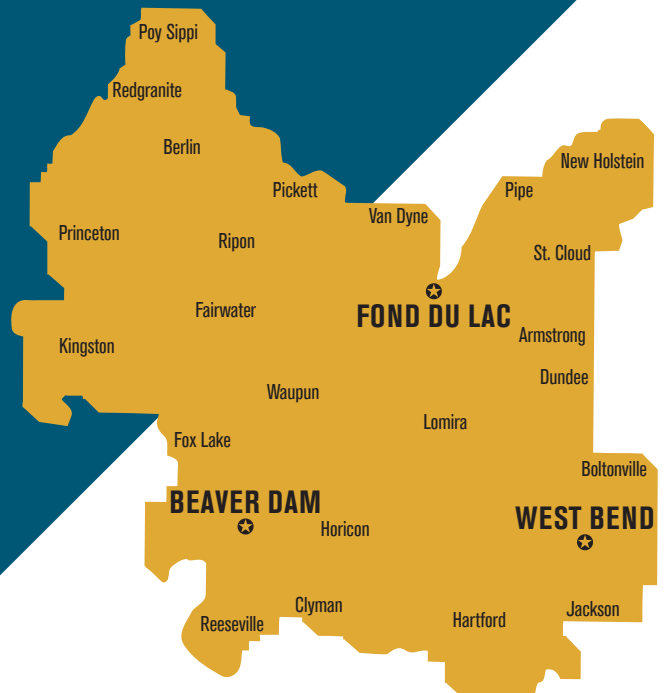 Poy Sippi
Redgranite
Berlin
New Holstein
Pickett
Pipe
Van Dyne
Princeton
Ripon
St. Cloud
Fairwater
FOND DU LAC
Armstrong
Kingston
Dundee
Waupun
Lomira
Fox Lake
Boltonville
BEAVER DAM
WEST BEND
Horicon
Clyman
Jackson
Reeseville
Hartford